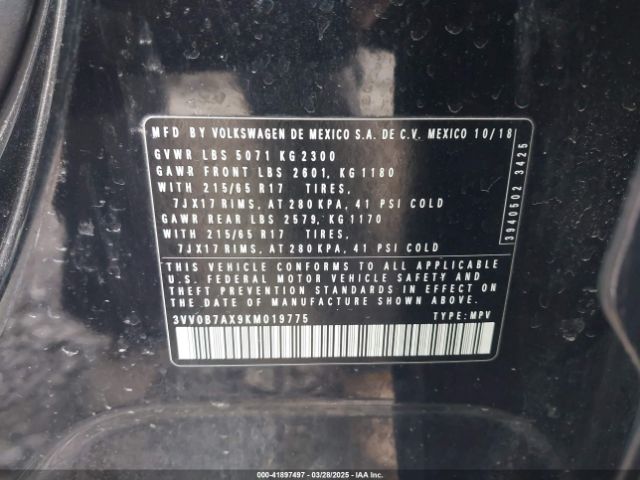 MFD BY VOLKSWAGEN DE MEXICO S.A. DE C.V. MEXICO 10/18
GVWR LBS 5071 KG 2300
GAWR FRONT LBS 2601, KG 1180
WITH 215/65 R17 TIRES,
7JX17 RIMS, AT 280 KPA, 41 PSI COLD
GAWR REAR LBS 2579, KG 1170
WITH 215/65 R17 TIRES,
7JX17 RIMS, AT 280 KPA, 41 PSI COLD
THIS VEHICLE CONFORMS TO ALL APPLICABLE
U.S. FEDERAL MOTOR VEHICLE SAFETY AND
THEFT PREVENTION STANDARDS IN EFFECT ON
THE DATE OF MANUFACTURE SHOWN ABOVE.
3VV0B7AX9KM019775 TYPE: MPV
3940502 3425
000-41897497 - 03/28/2025 - IAAI.com